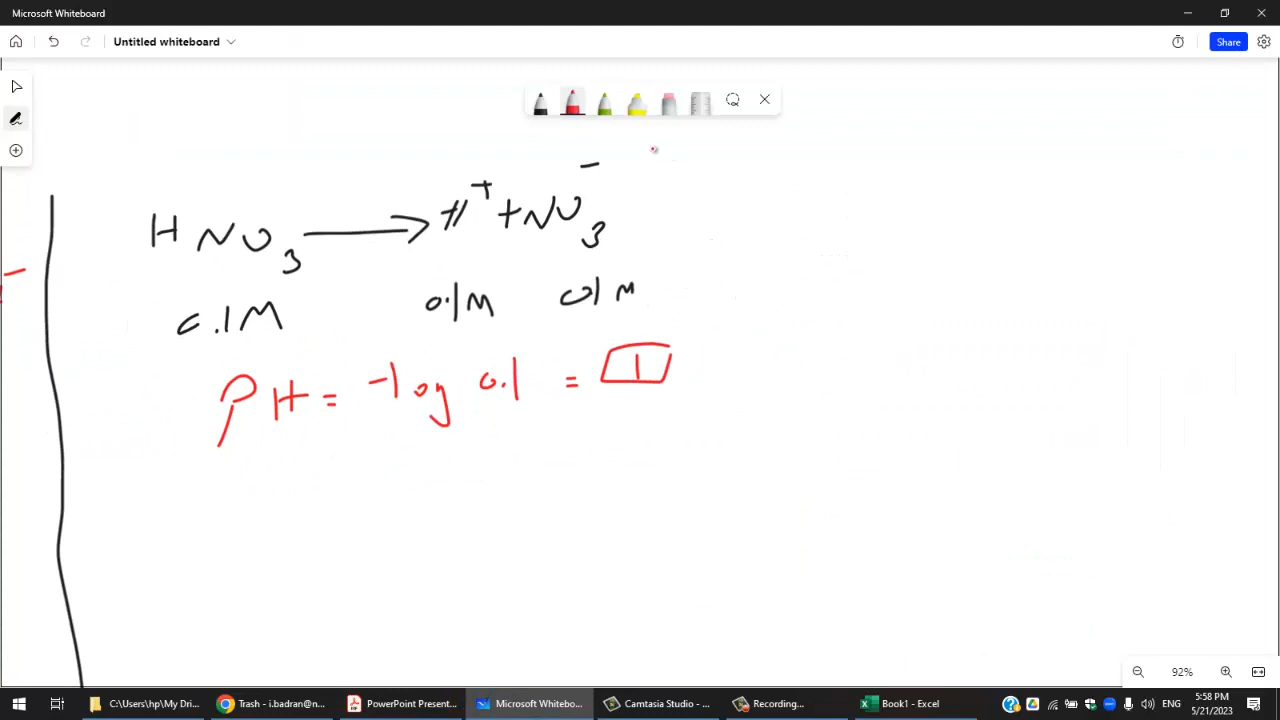 Microsoft Whiteboard
Untitled whiteboard
Share
HNO₃ ⟶ H⁺ + NO₃⁻
0.1M 0.1M 0.1M
pH = -log 0.1 = 1
92%
C:\Users\hp\My Dri...
Trash - i.badran@n...
PowerPoint Present...
Microsoft Whitebo...
Camtasia Studio - ...
Recording...
Book1 - Excel
ENG
5:58 PM
5/21/2023